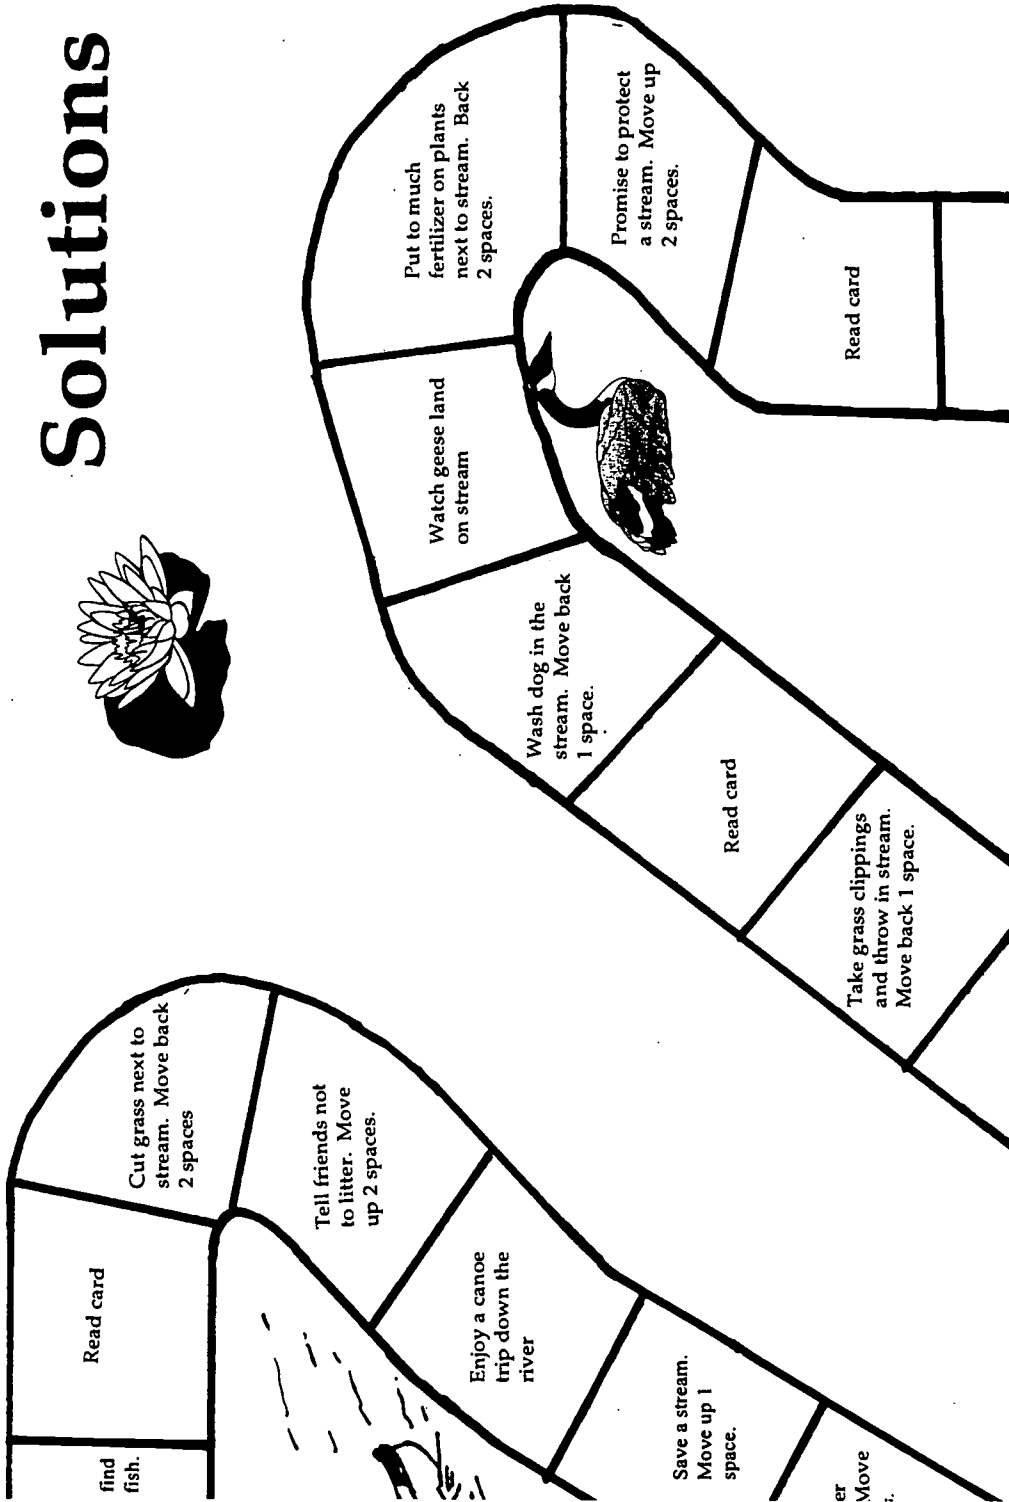 Solutions
find
fish.
Read card
Cut grass next to
stream. Move back
2 spaces
Tell friends not
to litter. Move
up 2 spaces.
Enjoy a canoe
trip down the
river
Save a stream.
Move up 1
space.
er
Move
Take grass clippings
and throw in stream.
Move back 1 space.
Read card
Wash dog in the
stream. Move back
1 space.
Watch geese land
on stream
Put to much
fertilizer on plants
next to stream. Back
2 spaces.
Promise to protect
a stream. Move up
2 spaces.
Read card